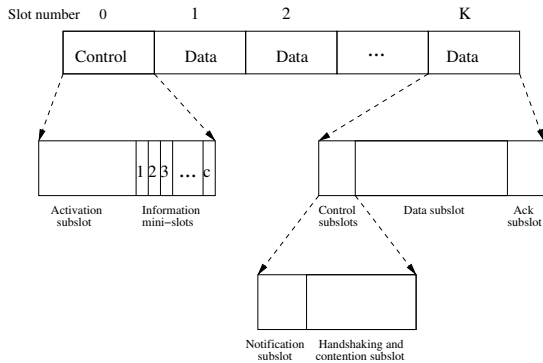 Slot number 0 1 2 K
Control Data Data ... Data
1 2 3 ... c
Activation
subslot
Information
mini-slots
Control
subslots
Data subslot
Ack
subslot
Notification
subslot
Handshaking and
contention subslot